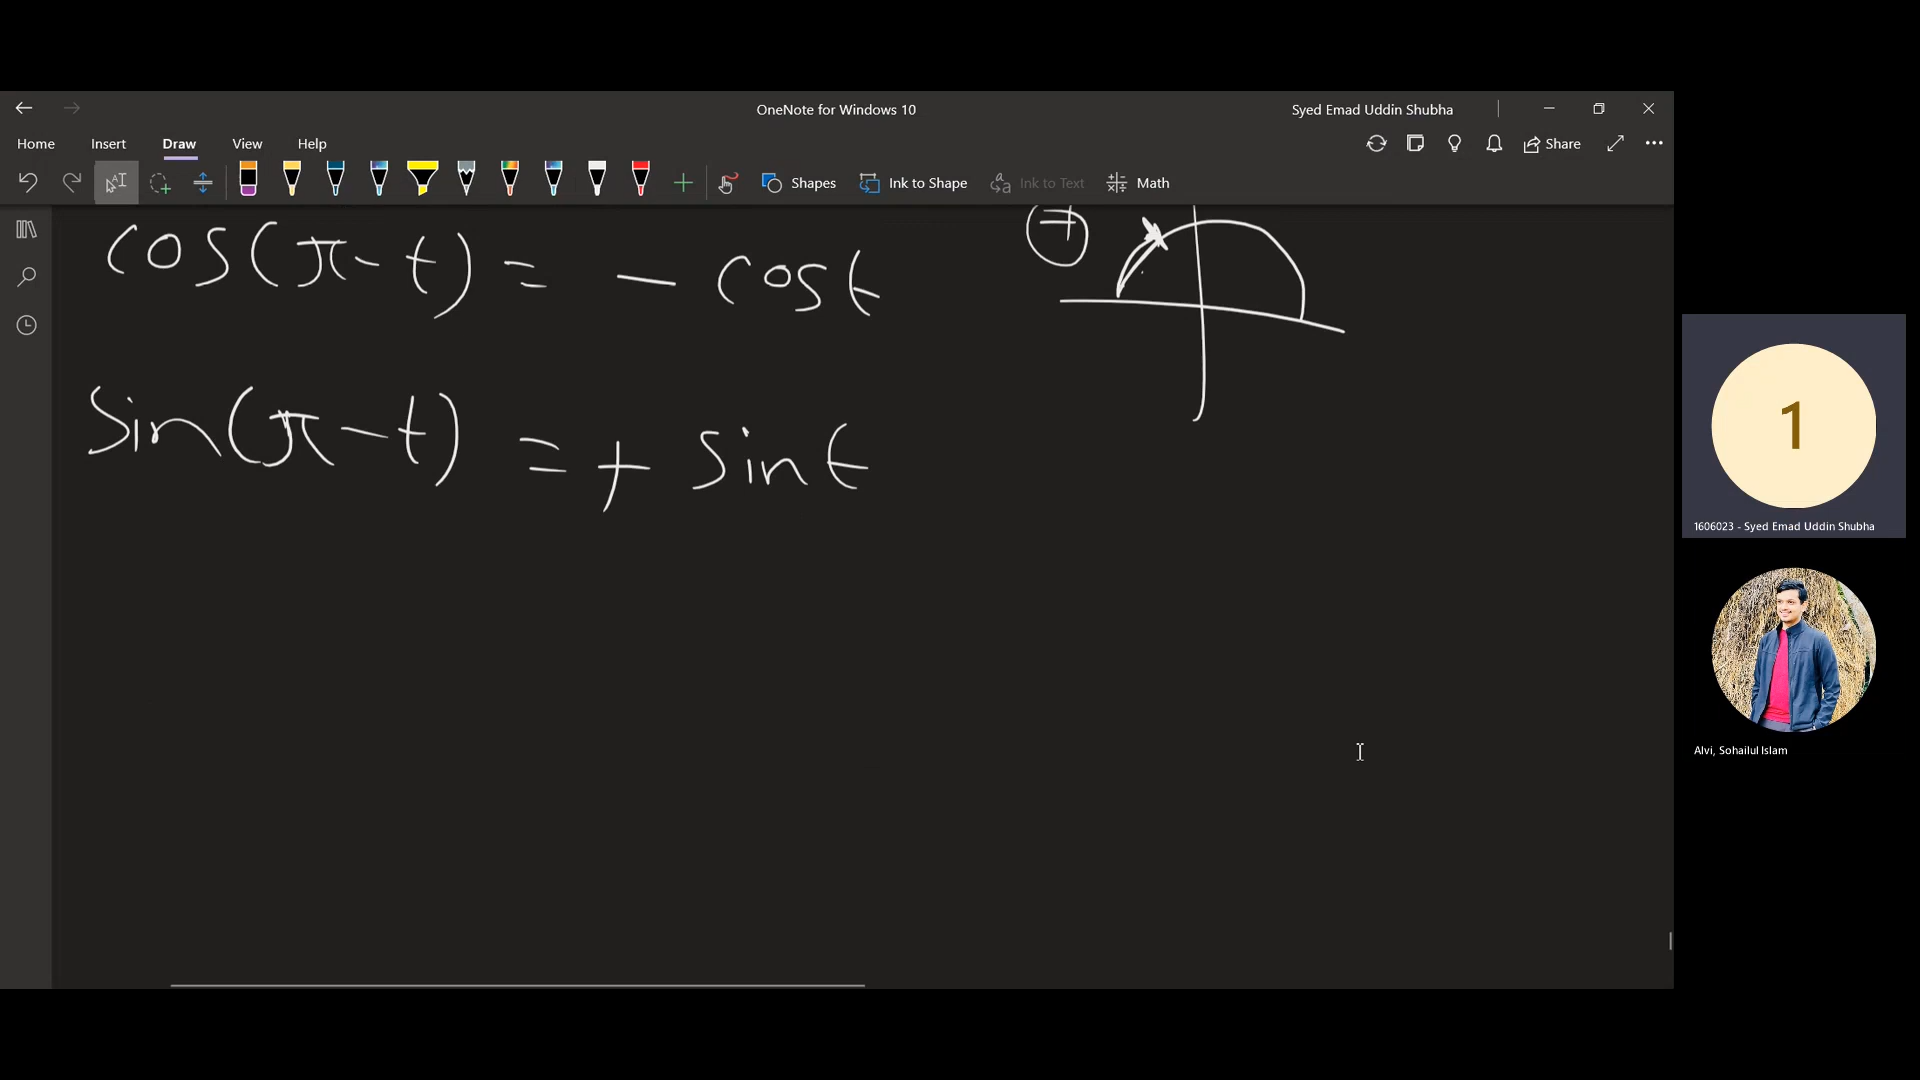 OneNote for Windows 10
Syed Emad Uddin Shubha
Home Insert Draw View Help
Share
Shapes Ink to Shape Ink to Text Math
cos(π-t) = - cos t
sin(π-t) = + sin t
1
1606023 - Syed Emad Uddin Shubha
Alvi, Sohailul Islam